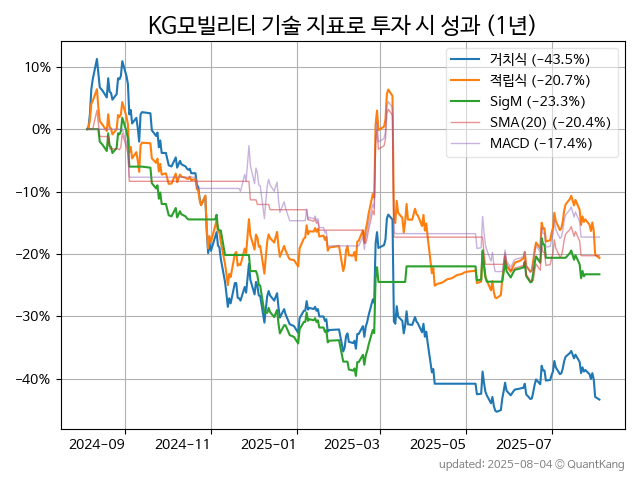 KG모빌리티 기술 지표로 투자 시 성과 (1년)
거치식 (−43.5%)
적립식 (−20.7%)
SigM (−23.3%)
SMA(20) (−20.4%)
MACD (−17.4%)
10%
0%
−10%
−20%
−30%
−40%
2024−09
2024−11
2025−01
2025−03
2025−05
2025−07
updated: 2025−08−04 © QuantKang